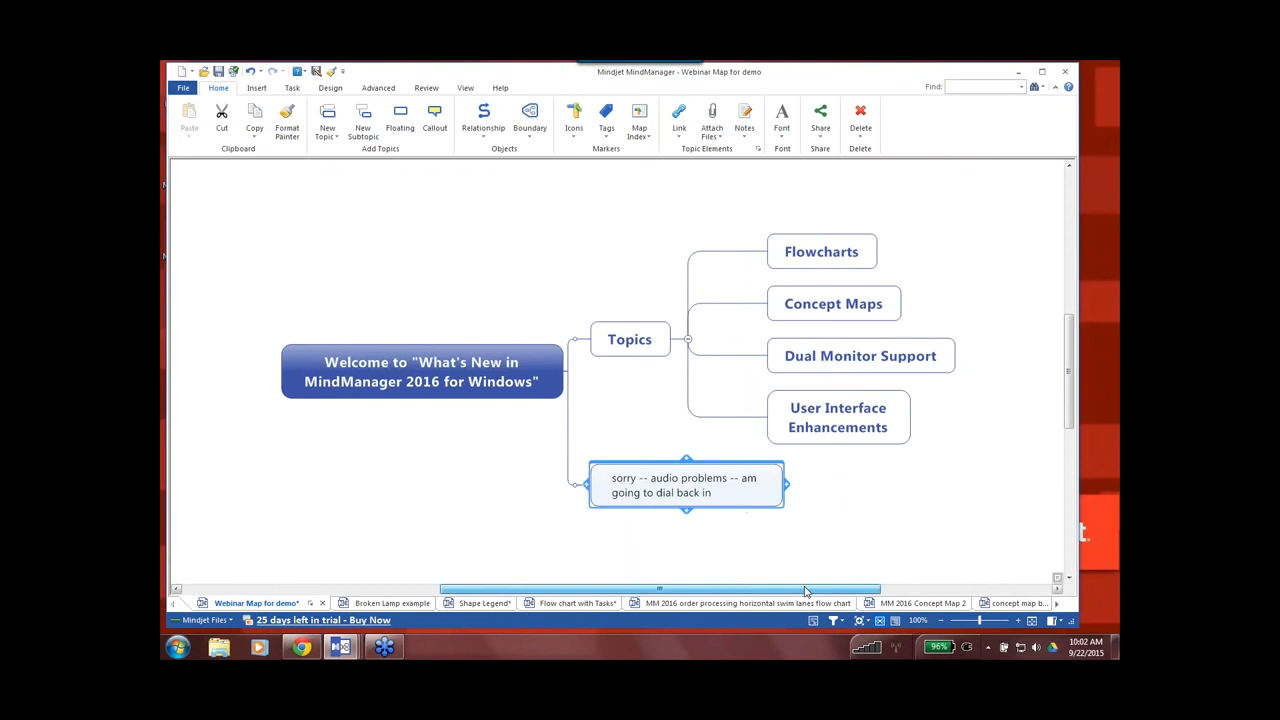 Mindjet MindManager - Webinar Map for demo
File Home Insert Task Design Advanced Review View Help
Find:
Paste Cut Copy Format Painter
New Topic New Subtopic Floating Callout
Relationship Boundary
Icons Tags Map Index
Link Attach Files Notes
Font Share Delete
Clipboard Add Topics Objects Markers Topic Elements Font Share Delete
Flowcharts
Concept Maps
Topics
Dual Monitor Support
Welcome to "What's New in
MindManager 2016 for Windows"
User Interface
Enhancements
sorry -- audio problems -- am
going to dial back in
t.
Webinar Map for demo* Broken Lamp example Shape Legend* Flow chart with Tasks* MM 2016 order processing horizontal swim lanes flow chart MM 2016 Concept Map 2 concept map b...
Mindjet Files 25 days left in trial - Buy Now 100%
96% 10:02 AM
9/22/2015